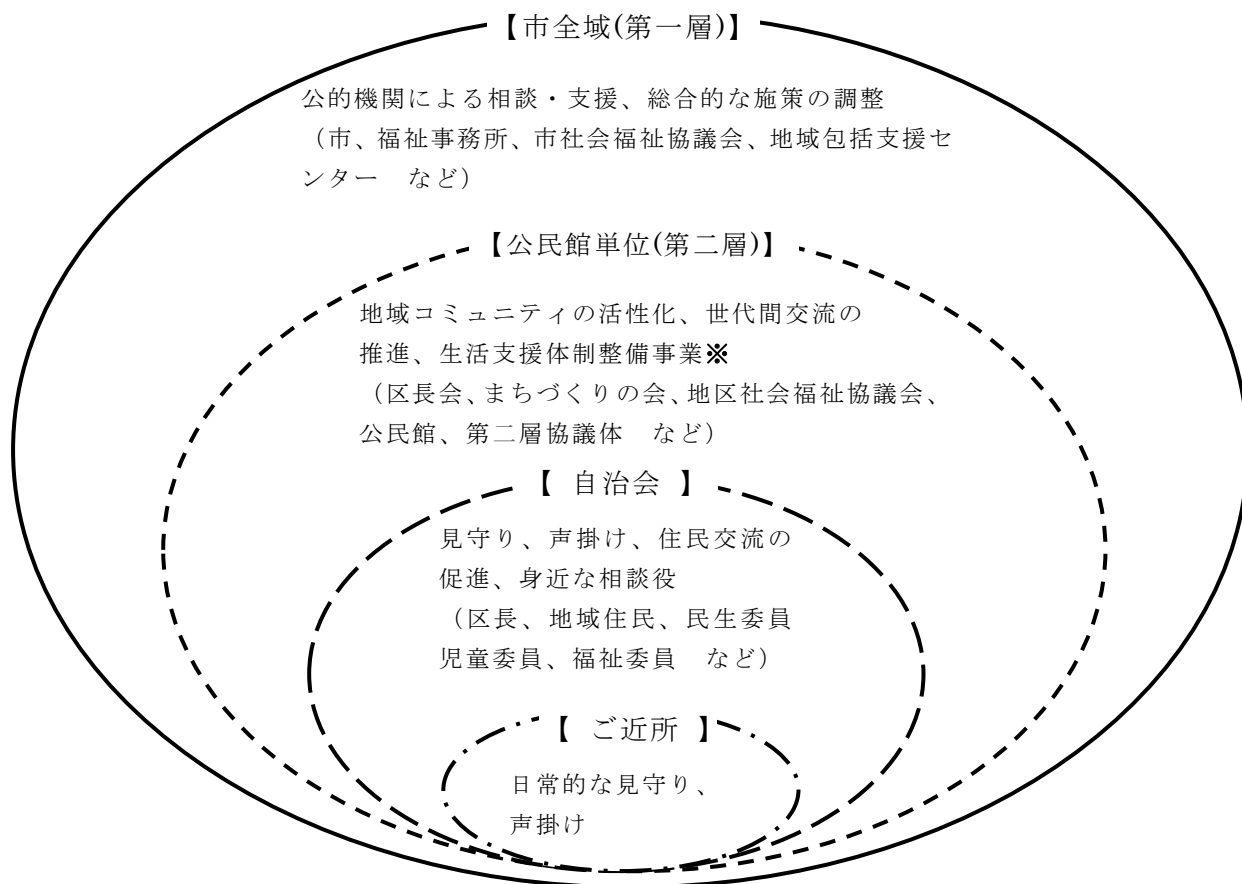 【市全域(第一層)】
公的機関による相談・支援、総合的な施策の調整
（市、福祉事務所、市社会福祉協議会、地域包括支援セ
ンター　など）
【公民館単位(第二層)】
地域コミュニティの活性化、世代間交流の
推進、生活支援体制整備事業※
（区長会、まちづくりの会、地区社会福祉協議会、
公民館、第二層協議体　など）
【 自治会 】
見守り、声掛け、住民交流の
促進、身近な相談役
（区長、地域住民、民生委員
児童委員、福祉委員　など）
【 ご近所 】
日常的な見守り、
声掛け